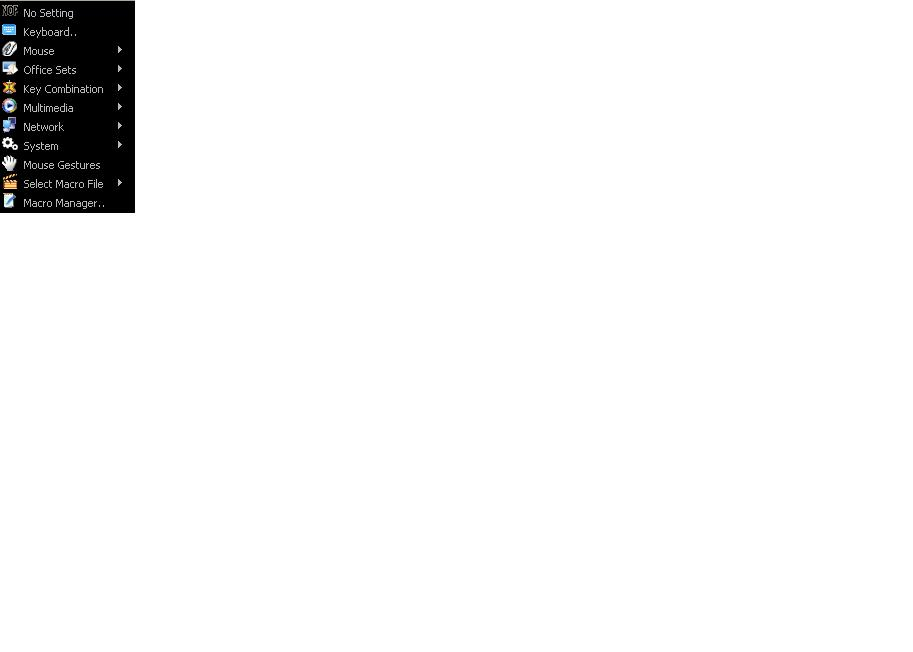 No Setting
Keyboard..
Mouse
Office Sets
Key Combination
Multimedia
Network
System
Mouse Gestures
Select Macro File
Macro Manager..